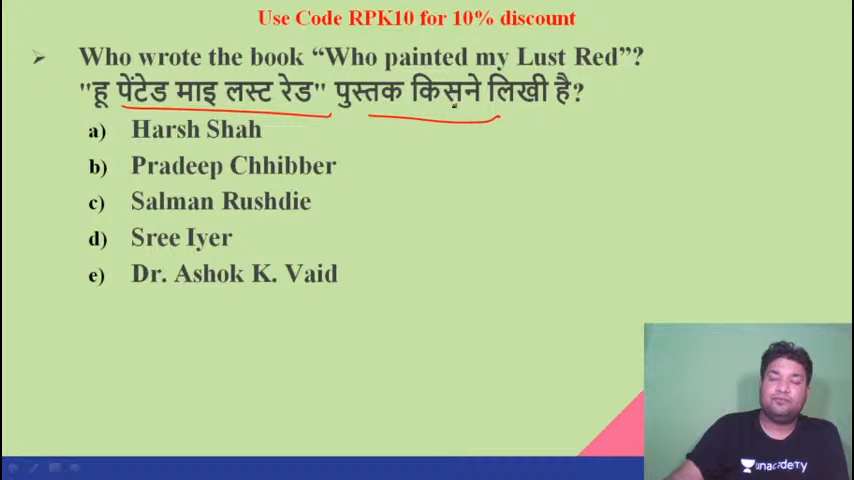 Use Code RPK10 for 10% discount
Who wrote the book “Who painted my Lust Red”?
"हू पेंटेड माइ लस्ट रेड" पुस्तक किसने लिखी है?
a) Harsh Shah
b) Pradeep Chhibber
c) Salman Rushdie
d) Sree Iyer
e) Dr. Ashok K. Vaid
unacademy